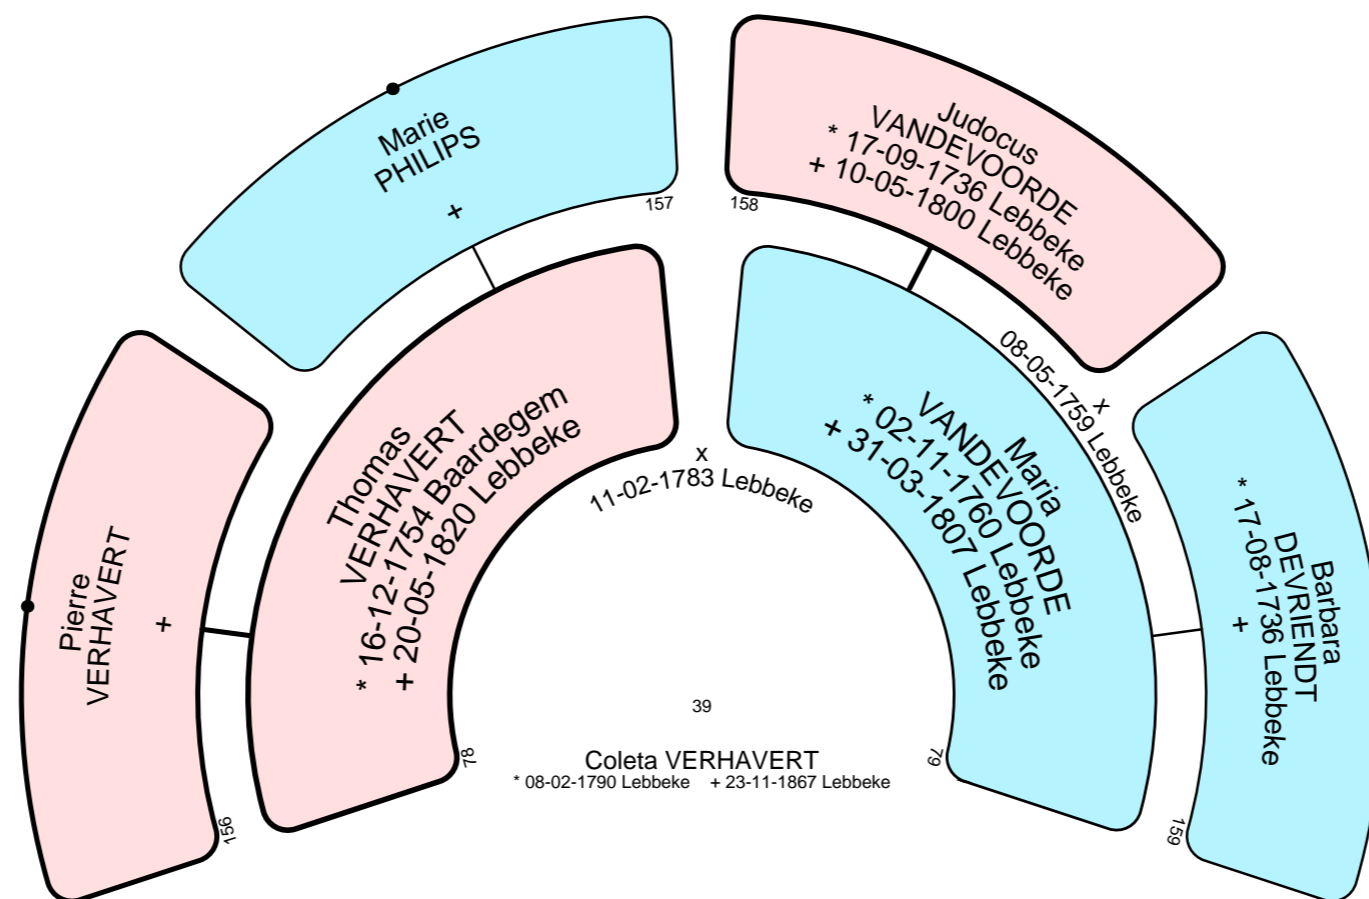 Marie
PHILIPS
+
157
Judocus
VANDEVOORDE
* 17-09-1736 Lebbeke
+ 10-05-1800 Lebbeke
158
Pierre
VERHAVERT
+
156
Thomas
VERHAVERT
* 16-12-1754 Baardegem
+ 20-05-1820 Lebbeke
78
x
11-02-1783 Lebbeke
Maria
VANDEVOORDE
* 02-11-1760 Lebbeke
+ 31-03-1807 Lebbeke
79
x
08-05-1759 Lebbeke
Barbara
DEVRIENDT
* 17-08-1736 Lebbeke
+
159
39
Coleta VERHAVERT
* 08-02-1790 Lebbeke + 23-11-1867 Lebbeke